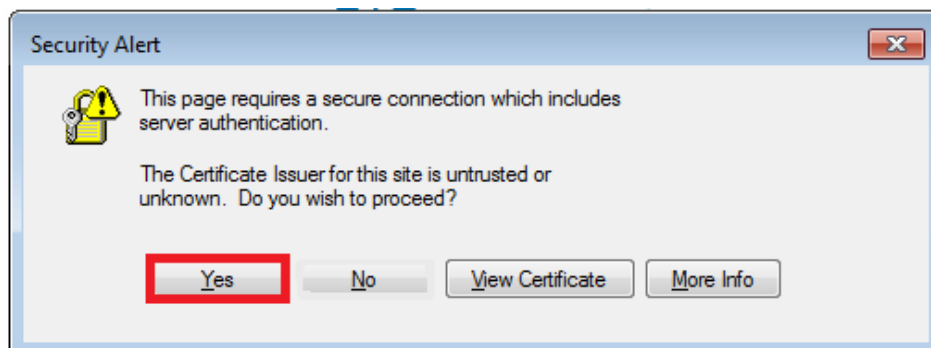 Security Alert
This page requires a secure connection which includes
server authentication.
The Certificate Issuer for this site is untrusted or
unknown. Do you wish to proceed?
Yes No View Certificate More Info